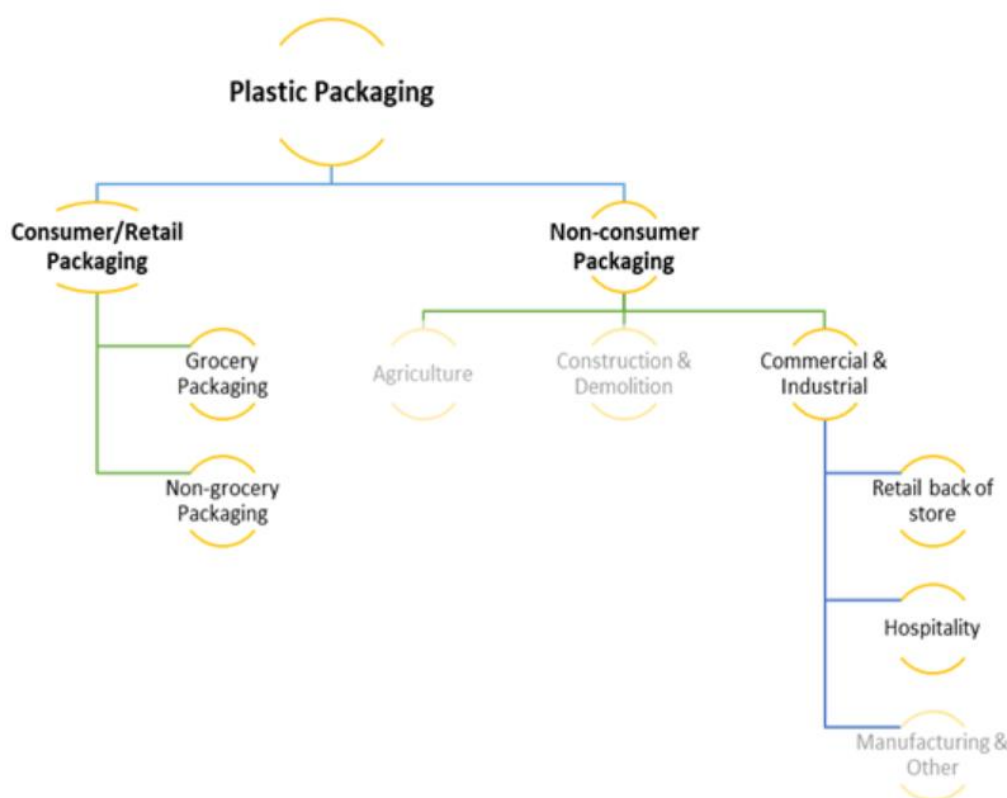 Plastic Packaging
Consumer/Retail
Packaging
Non-consumer
Packaging
Grocery
Packaging
Agriculture
Construction &
Demolition
Commercial &
Industrial
Non-grocery
Packaging
Retail back of
store
Hospitality
Manufacturing &
Other